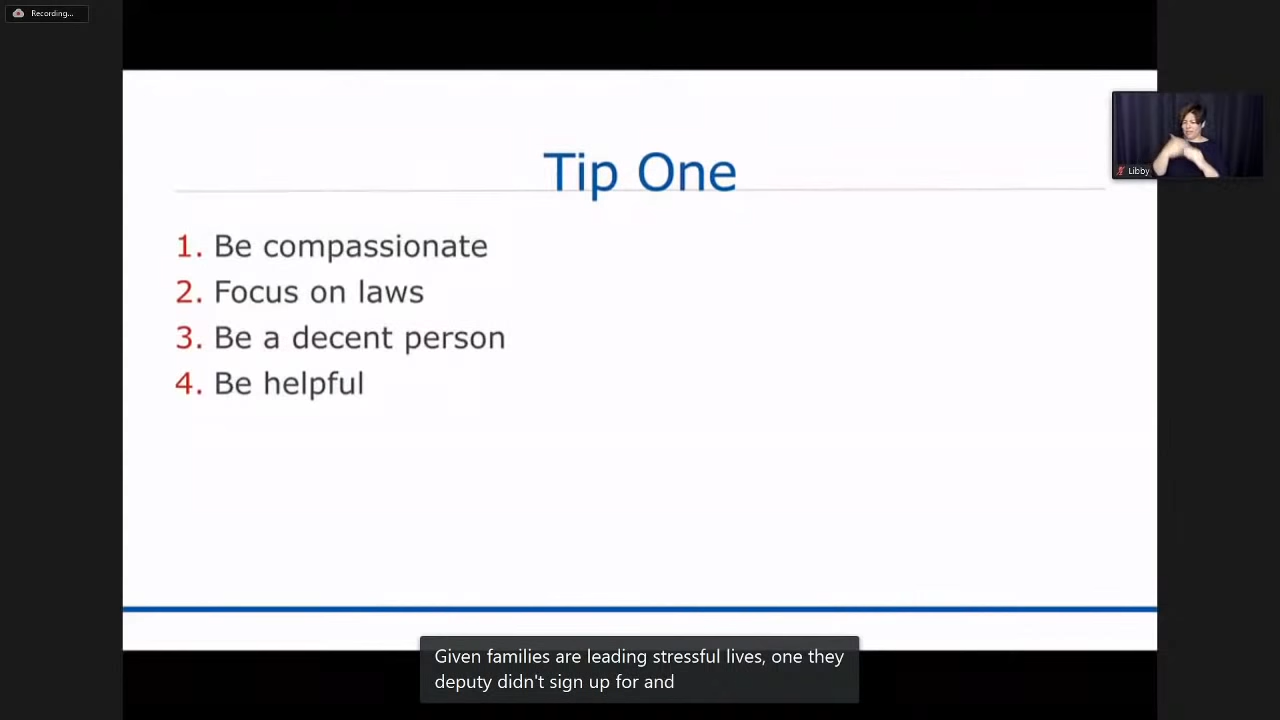 Recording...
Tip One
Libby
1. Be compassionate
2. Focus on laws
3. Be a decent person
4. Be helpful
Given families are leading stressful lives, one they
deputy didn't sign up for and